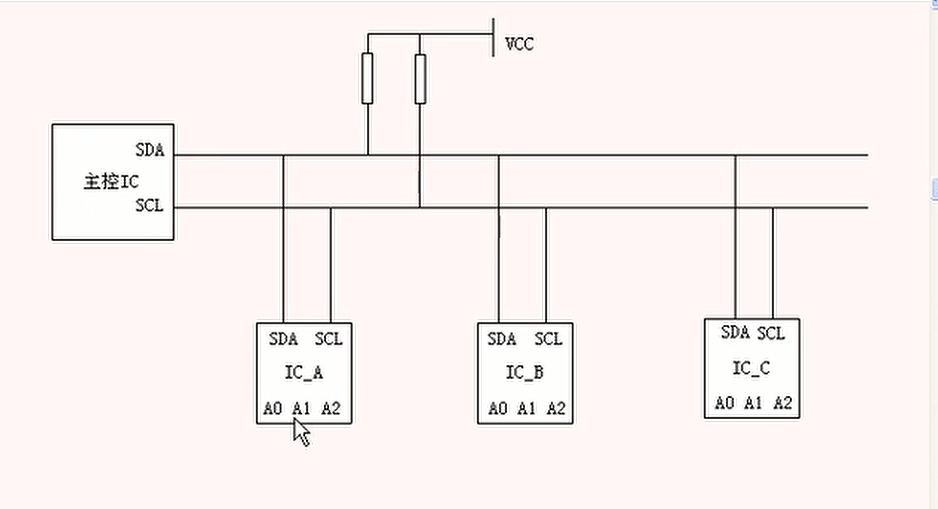 VCC
SDA
主控IC
SCL
SDA SCL
IC_A
A0 A1 A2
SDA SCL
IC_B
A0 A1 A2
SDA SCL
IC_C
A0 A1 A2